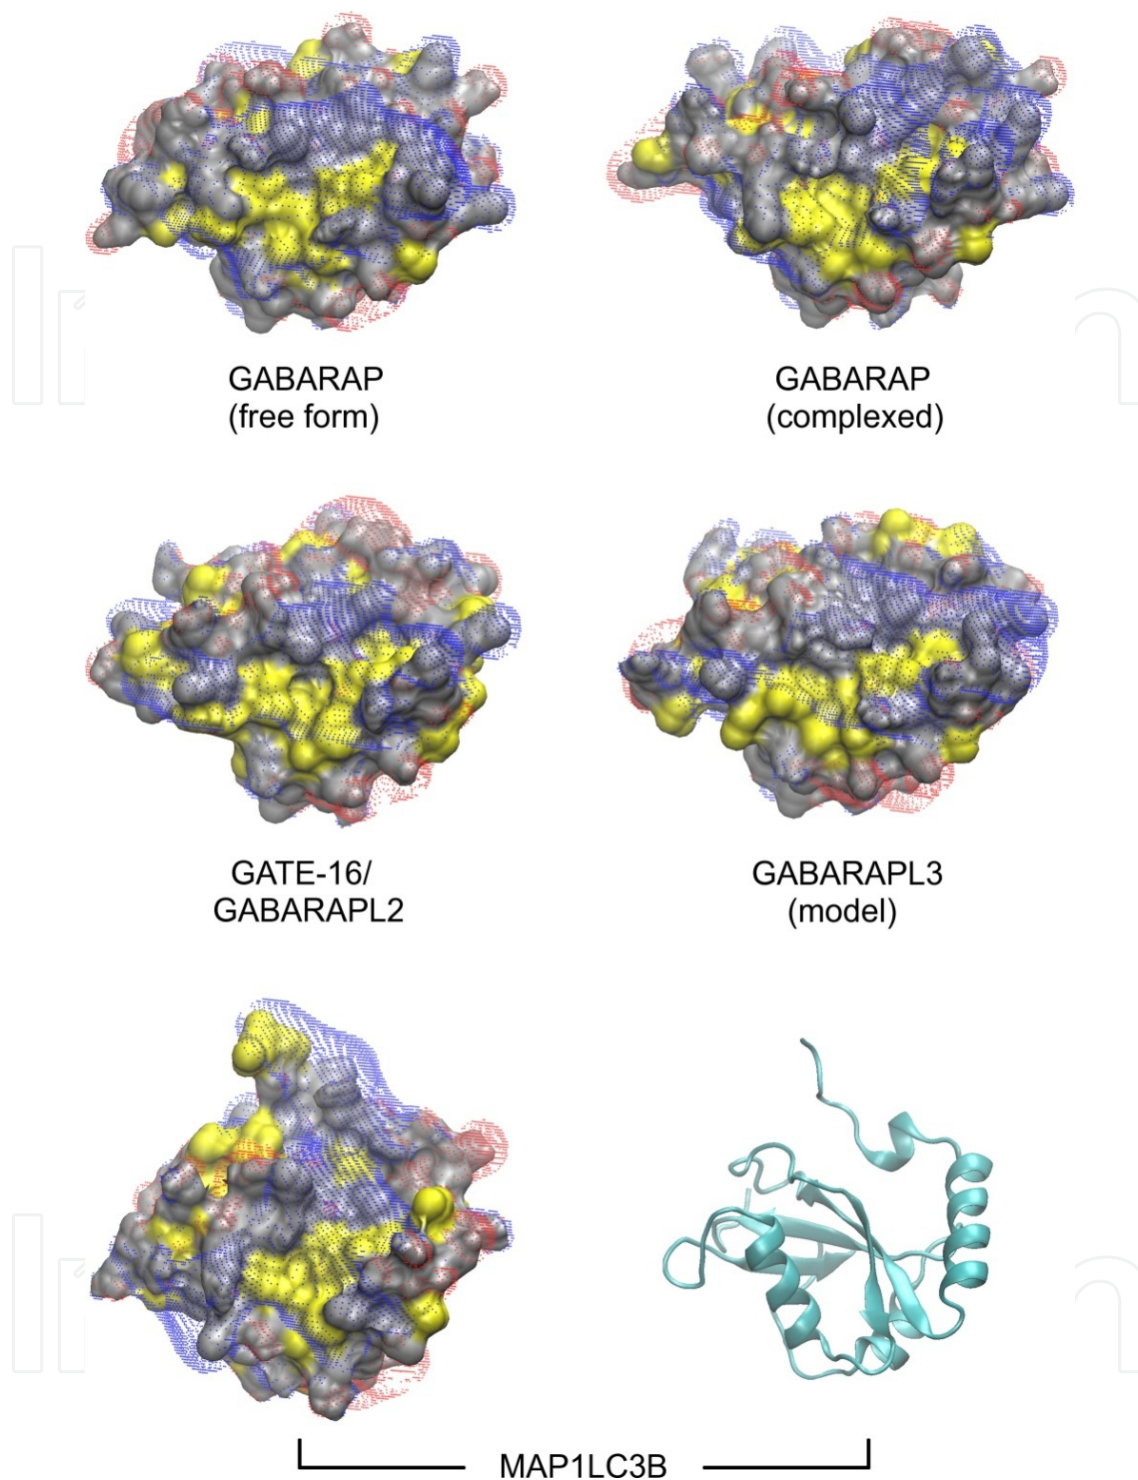 GABARAP
(free form)
GABARAP
(complexed)
GATE-16/
GABARAPL2
GABARAPL3
(model)
MAP1LC3B